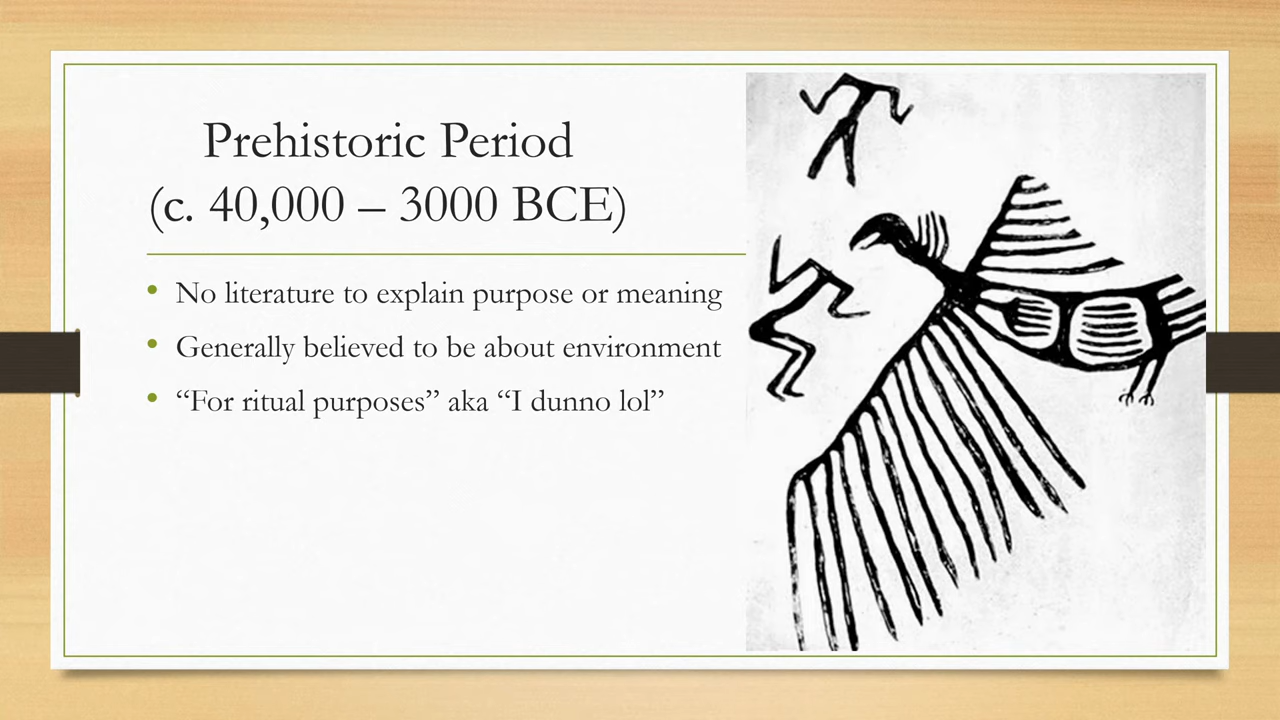 Prehistoric Period
(c. 40,000 – 3000 BCE)
No literature to explain purpose or meaning
Generally believed to be about environment
“For ritual purposes” aka “I dunno lol”